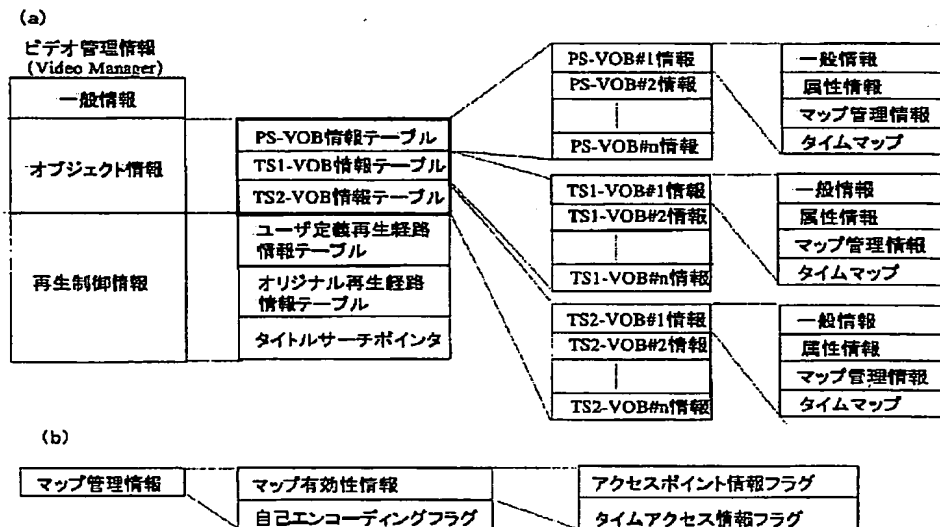 (a)
ビデオ管理情報
(Video Manager)
一般情報
オブジェクト情報
再生制御情報
PS-VOB情報テーブル
TS1-VOB情報テーブル
TS2-VOB情報テーブル
ユーザ定義再生経路
情報テーブル
オリジナル再生経路
情報テーブル
タイトルサーチポインタ
PS-VOB#1情報
PS-VOB#2情報
PS-VOB#n情報
一般情報
属性情報
マップ管理情報
タイムマップ
TS1-VOB#1情報
TS1-VOB#2情報
TS1-VOB#n情報
一般情報
属性情報
マップ管理情報
タイムマップ
TS2-VOB#1情報
TS2-VOB#2情報
TS2-VOB#n情報
一般情報
属性情報
マップ管理情報
タイムマップ
(b)
マップ管理情報
マップ有効性情報
自己エンコーディングフラグ
アクセスポイント情報フラグ
タイムアクセス情報フラグ